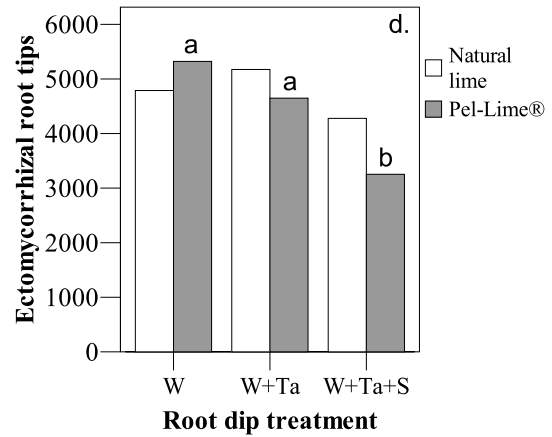 d.
Ectomycorrhizal root tips
6000
5000
4000
3000
2000
1000
0
a
a
b
Natural
lime
Pel-Lime®
W
W+Ta
W+Ta+S
Root dip treatment